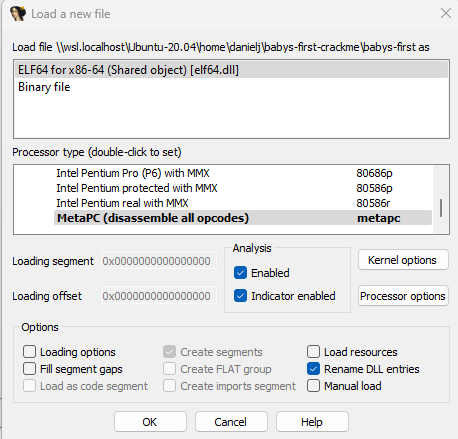 Load a new file
Load file \\wsl.localhost\Ubuntu-20.04\home\danielj\babys-first-crackme\babys-first as
ELF64 for x86-64 (Shared object) [elf64.dll]
Binary file
Processor type (double-click to set)
Intel Pentium Pro (P6) with MMX 80686p
Intel Pentium protected with MMX 80586p
Intel Pentium real with MMX 80586r
MetaPC (disassemble all opcodes) metapc
Loading segment 0x0000000000000000
Loading offset 0x0000000000000000
Analysis
Enabled
Indicator enabled
Kernel options
Processor options
Options
Loading options Create segments Load resources
Fill segment gaps Create FLAT group Rename DLL entries
Load as code segment Create imports segment Manual load
OK Cancel Help